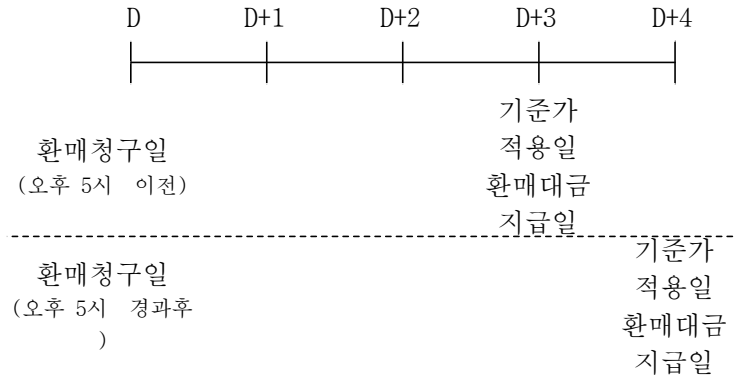 D D+1 D+2 D+3 D+4
기준가
적용일
환매대금
지급일
환매청구일
(오후 5시 이전)
기준가
적용일
환매대금
지급일
환매청구일
(오후 5시 경과후
)